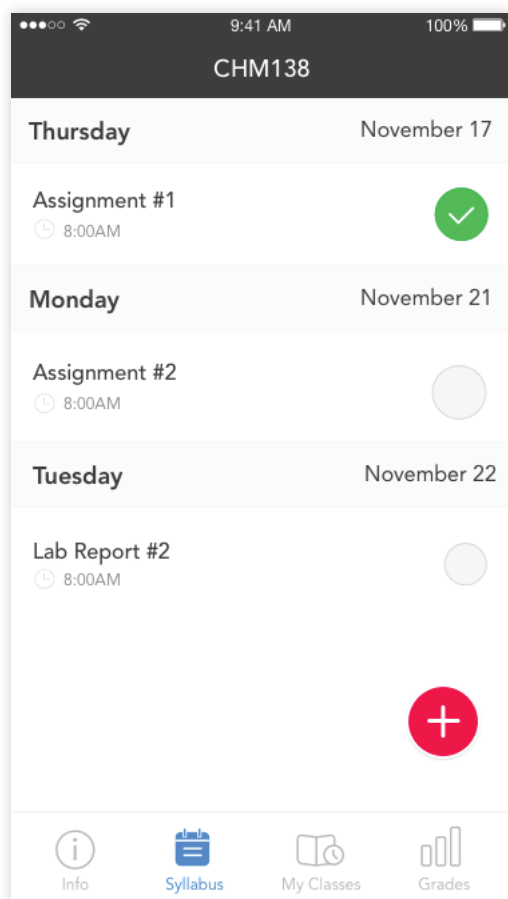 9:41 AM 100%
CHM138
Thursday November 17
Assignment #1
8:00AM
Monday November 21
Assignment #2
8:00AM
Tuesday November 22
Lab Report #2
8:00AM
Info Syllabus My Classes Grades